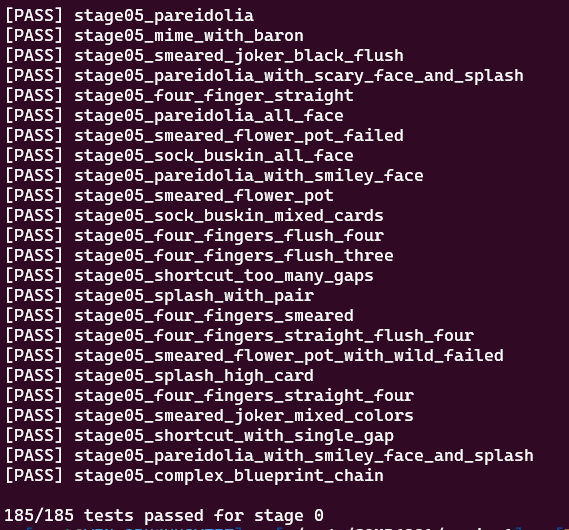 [PASS] stage05_pareidolia
[PASS] stage05_mime_with_baron
[PASS] stage05_smeared_joker_black_flush
[PASS] stage05_pareidolia_with_scary_face_and_splash
[PASS] stage05_four_finger_straight
[PASS] stage05_pareidolia_all_face
[PASS] stage05_smeared_flower_pot_failed
[PASS] stage05_sock_buskin_all_face
[PASS] stage05_pareidolia_with_smiley_face
[PASS] stage05_smeared_flower_pot
[PASS] stage05_sock_buskin_mixed_cards
[PASS] stage05_four_fingers_flush_four
[PASS] stage05_four_fingers_flush_three
[PASS] stage05_shortcut_too_many_gaps
[PASS] stage05_splash_with_pair
[PASS] stage05_four_fingers_smeared
[PASS] stage05_four_fingers_straight_flush_four
[PASS] stage05_smeared_flower_pot_with_wild_failed
[PASS] stage05_splash_high_card
[PASS] stage05_four_fingers_straight_four
[PASS] stage05_smeared_joker_mixed_colors
[PASS] stage05_shortcut_with_single_gap
[PASS] stage05_pareidolia_with_smiley_face_and_splash
[PASS] stage05_complex_blueprint_chain
185/185 tests passed for stage 0